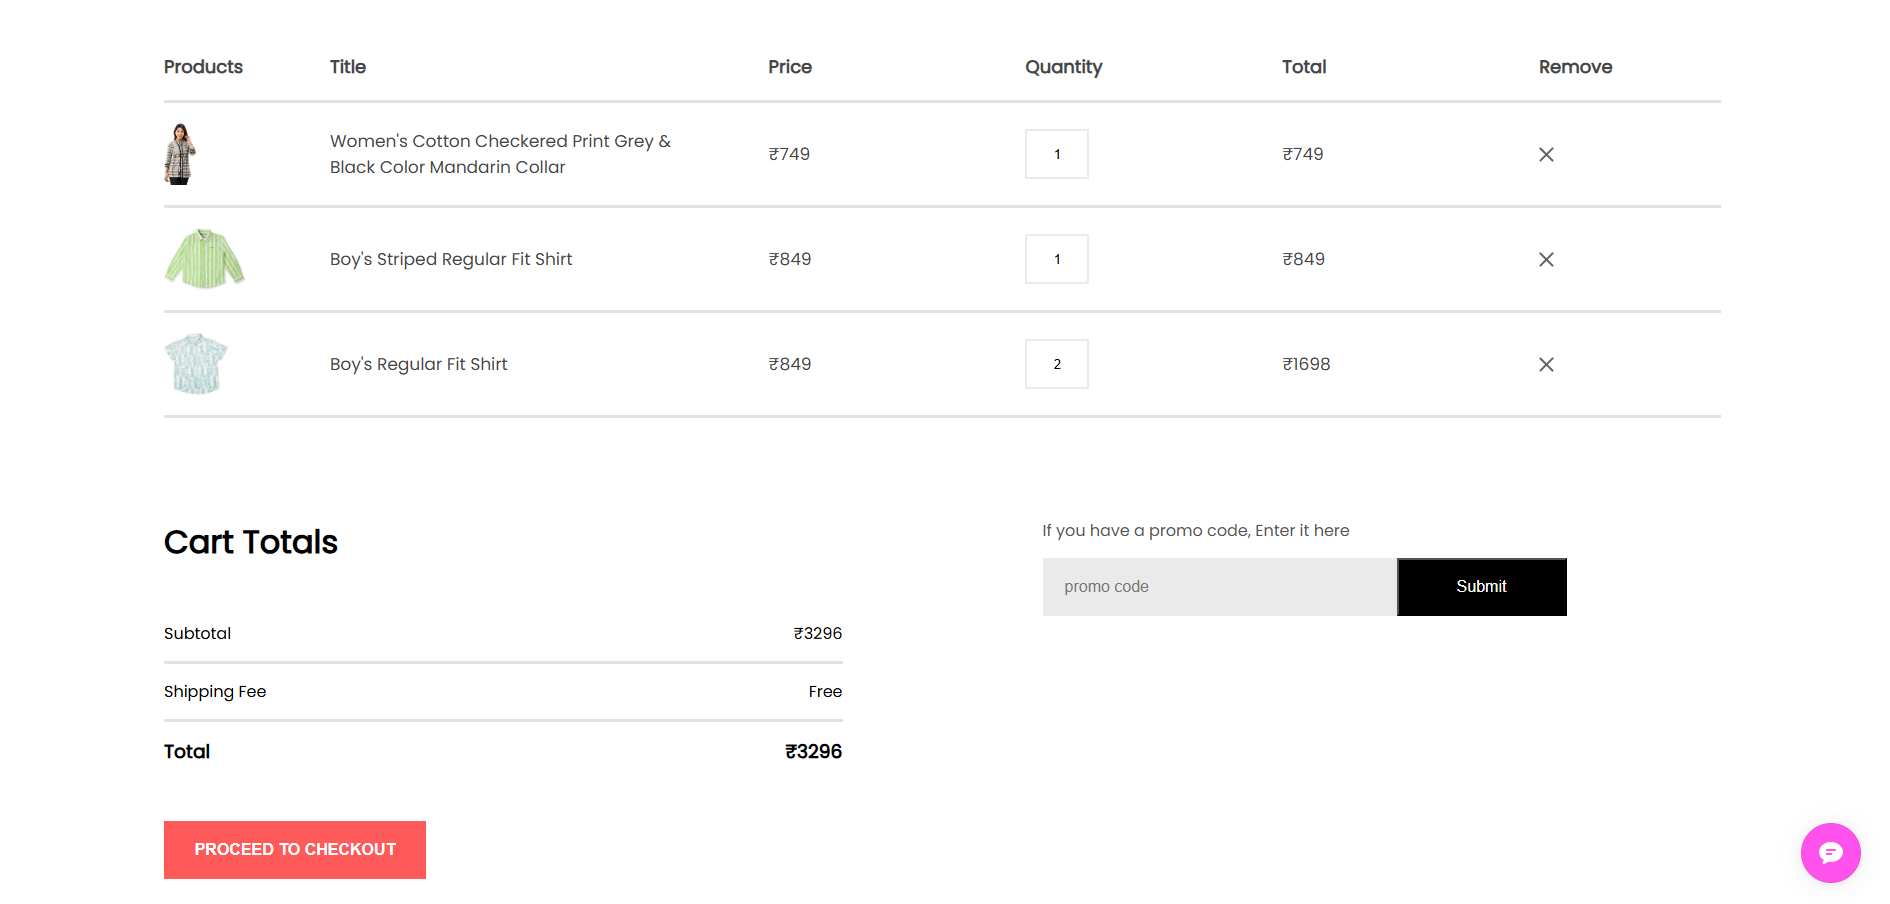 Products Title Price Quantity Total Remove
Women's Cotton Checkered Print Grey &
Black Color Mandarin Collar
₹749 1 ₹749
Boy's Striped Regular Fit Shirt ₹849 1 ₹849
Boy's Regular Fit Shirt ₹849 2 ₹1698
Cart Totals
Subtotal ₹3296
Shipping Fee Free
Total ₹3296
PROCEED TO CHECKOUT
If you have a promo code, Enter it here
promo code Submit